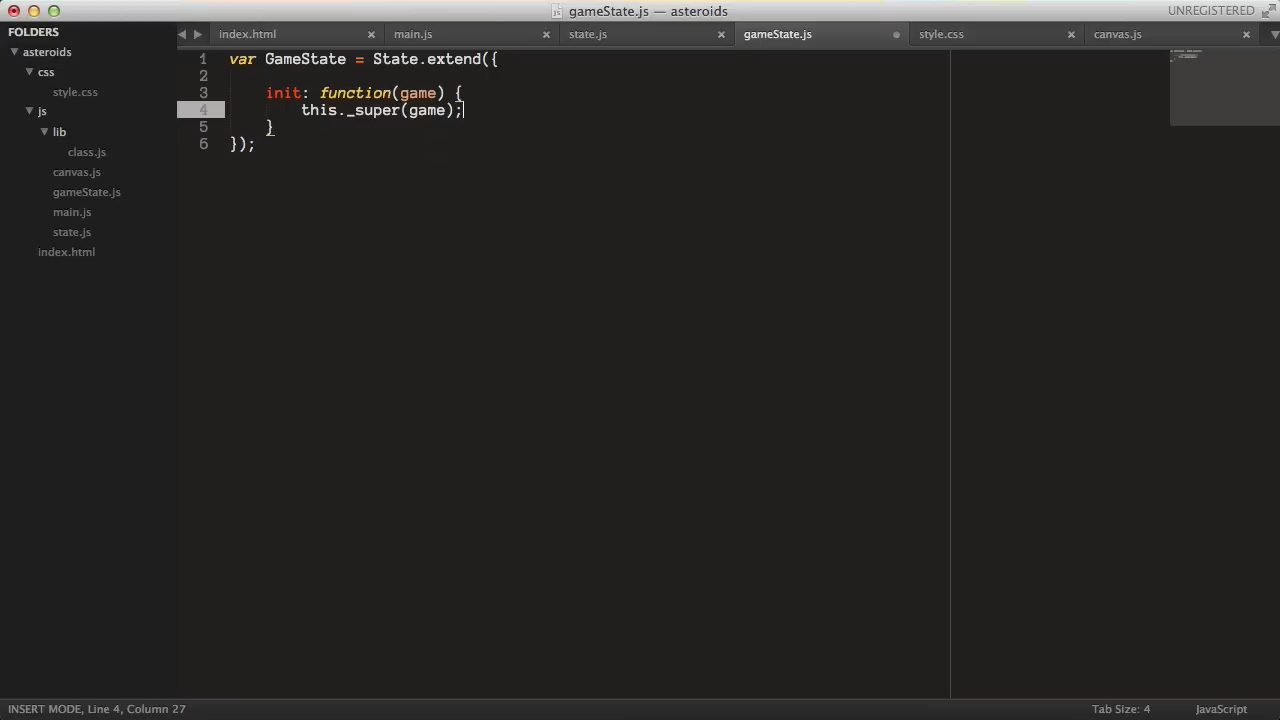 gameState.js — asteroids
UNREGISTERED
FOLDERS
asteroids
css
style.css
js
lib
class.js
canvas.js
gameState.js
main.js
state.js
index.html
index.html
main.js
state.js
gameState.js
style.css
canvas.js
1 var GameState = State.extend({
2
3 init: function(game) {
4 this._super(game);
5 }
6 });
INSERT MODE, Line 4, Column 27
Tab Size: 4
JavaScript